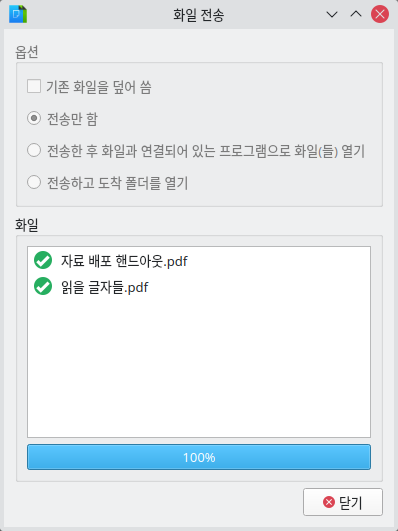 화일 전송
옵션
기존 화일을 덮어 씀
전송만 함
전송한 후 화일과 연결되어 있는 프로그램으로 화일(들) 열기
전송하고 도착 폴더를 열기
화일
자료 배포 핸드아웃.pdf
읽을 글자들.pdf
100%
닫기